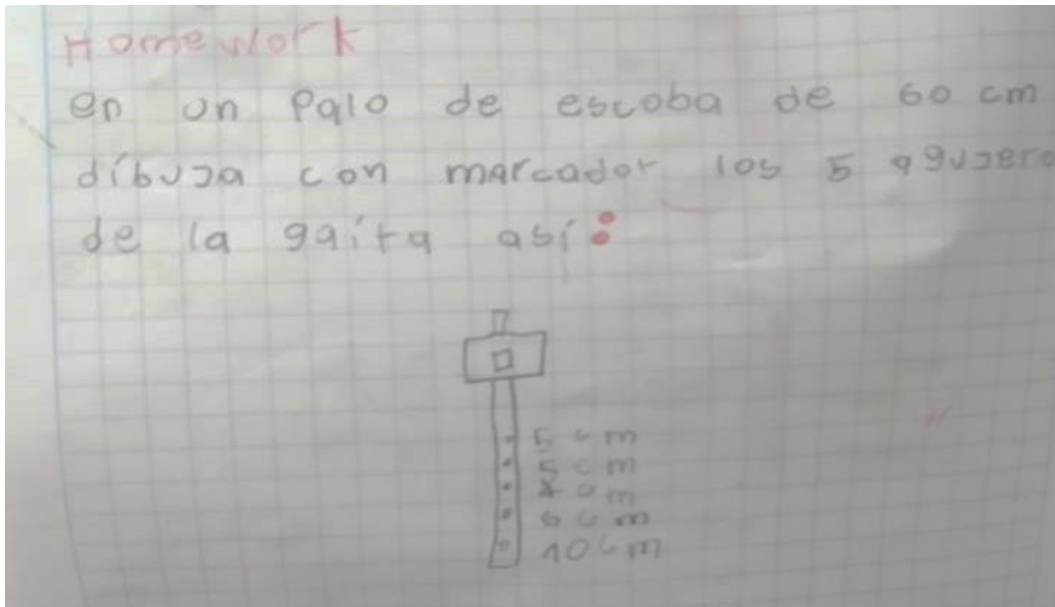 Homework
en un Palo de escoba de 60 cm
dibuja con marcador los 5 agujero
de la gaita así:
5 cm
5 cm
cm
6 cm
10 cm